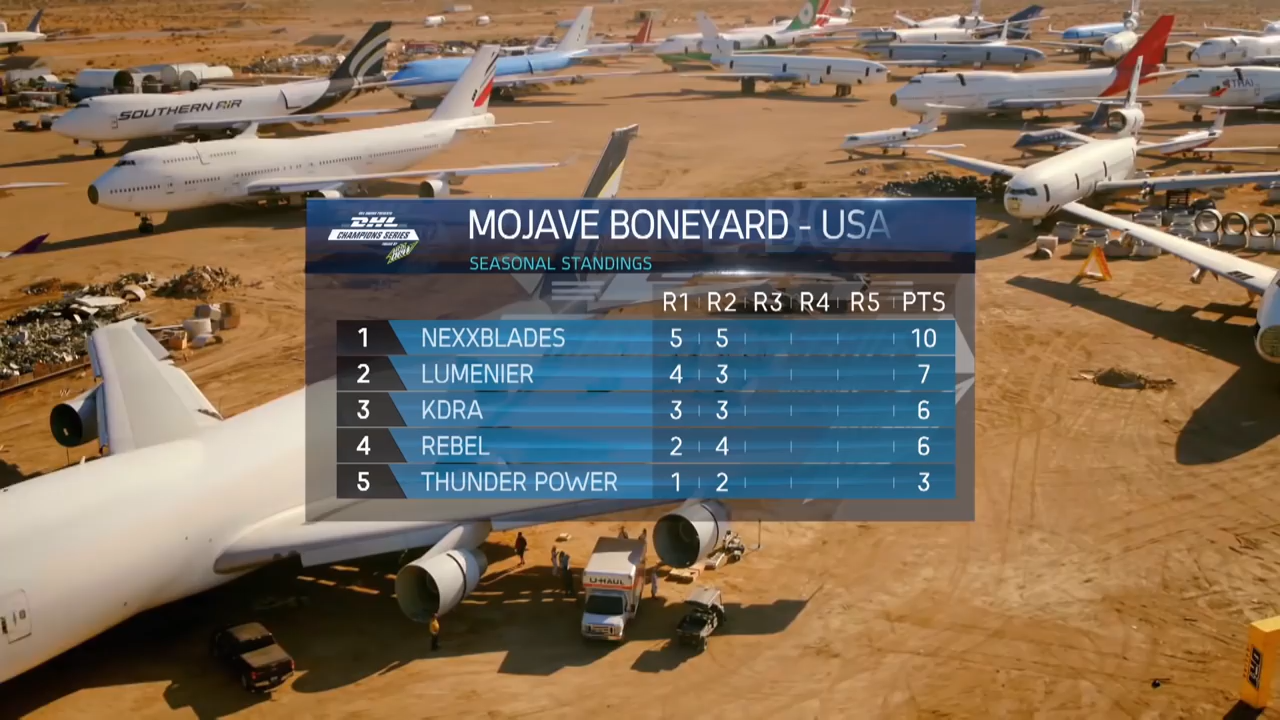 SOUTHERN AIR
THAI
DHL
CHAMPIONS SERIES
MOJAVE BONEYARD - USA
SEASONAL STANDINGS
R1 R2 R3 R4 R5 PTS
1 NEXXBLADES 5 5 10
2 LUMENIER 4 3 7
3 KDRA 3 3 6
4 REBEL 2 4 6
5 THUNDER POWER 1 2 3
U-HAUL